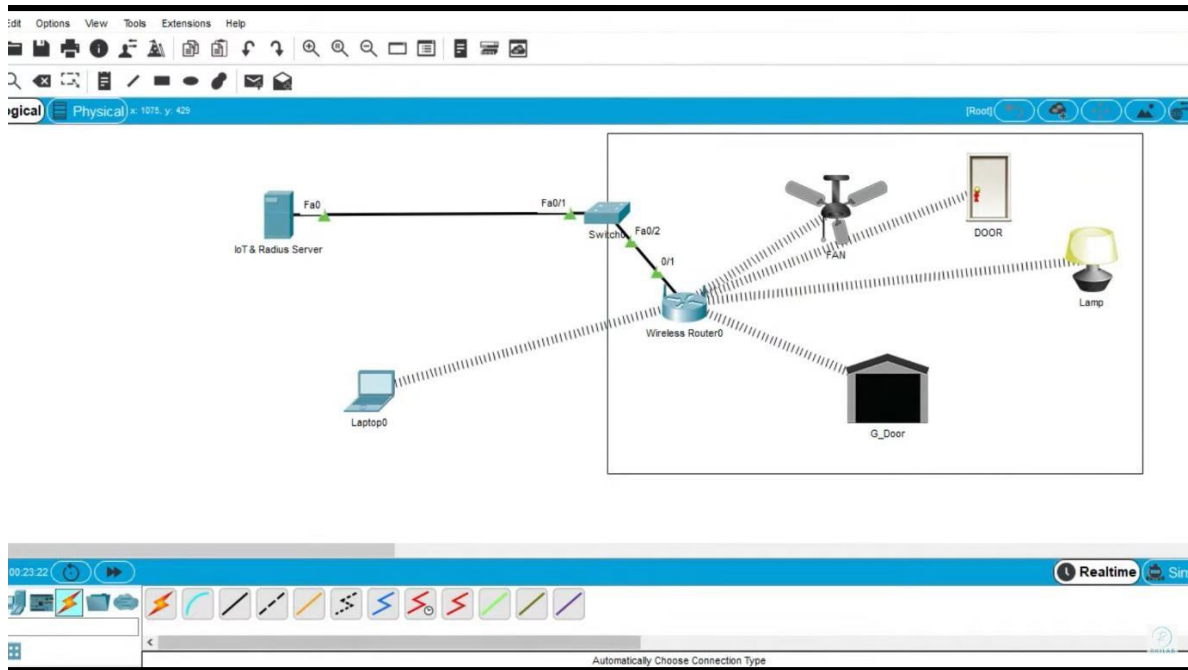 Edit Options View Tools Extensions Help
Logical Physical x: 1075, y: 429 [Root]
Fa0
Fa0/1
IoT & Radius Server
Switch0
Fa0/2
0/1
Wireless Router0
FAN
DOOR
Lamp
G_Door
Laptop0
00:23:22 Realtime Sim
Automatically Choose Connection Type